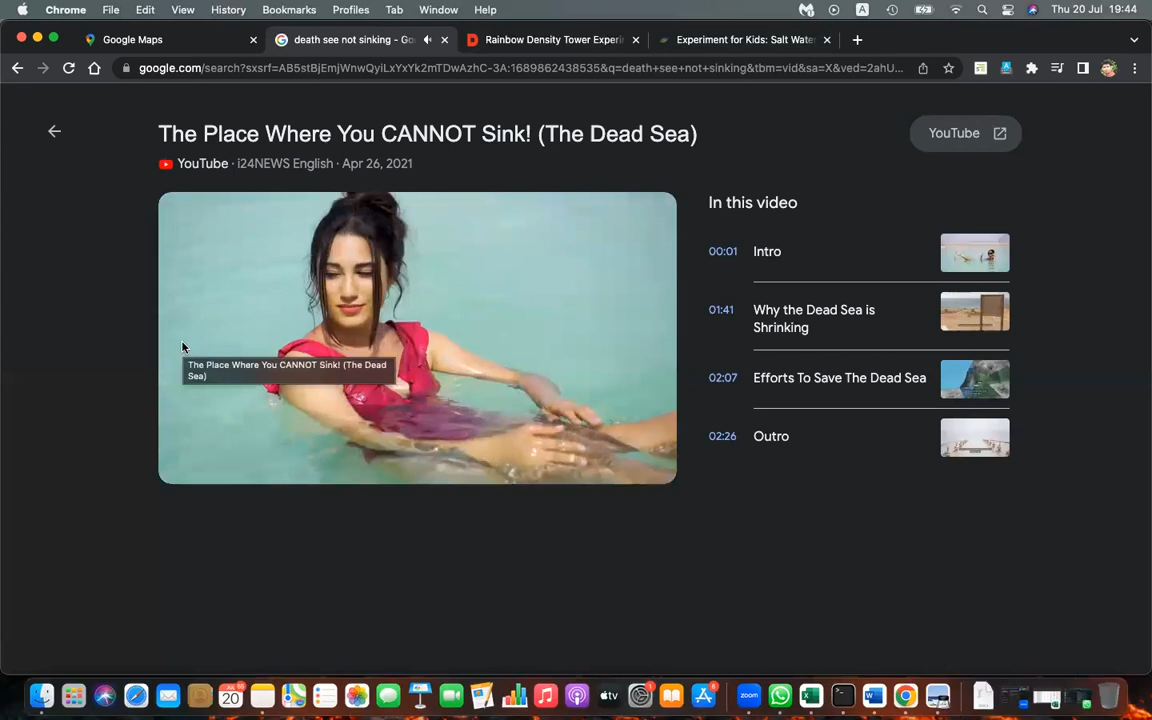 Chrome File Edit View History Bookmarks Profiles Tab Window Help
A
Thu 20 Jul 19:44
Google Maps
death see not sinking - Go
Rainbow Density Tower Experi
Experiment for Kids: Salt Wate
google.com/search?sxsrf=AB5stBjEmjWnwQyiLxYxYk2mTDwAzhC-3A:1689862438535&q=death+see+not+sinking&tbm=vid&sa=X&ved=2ahU...
The Place Where You CANNOT Sink! (The Dead Sea)
YouTube
YouTube · i24NEWS English · Apr 26, 2021
In this video
00:01 Intro
01:41 Why the Dead Sea is
Shrinking
02:07 Efforts To Save The Dead Sea
02:26 Outro
The Place Where You CANNOT Sink! (The Dead
Sea)
20
tv
1
zoom